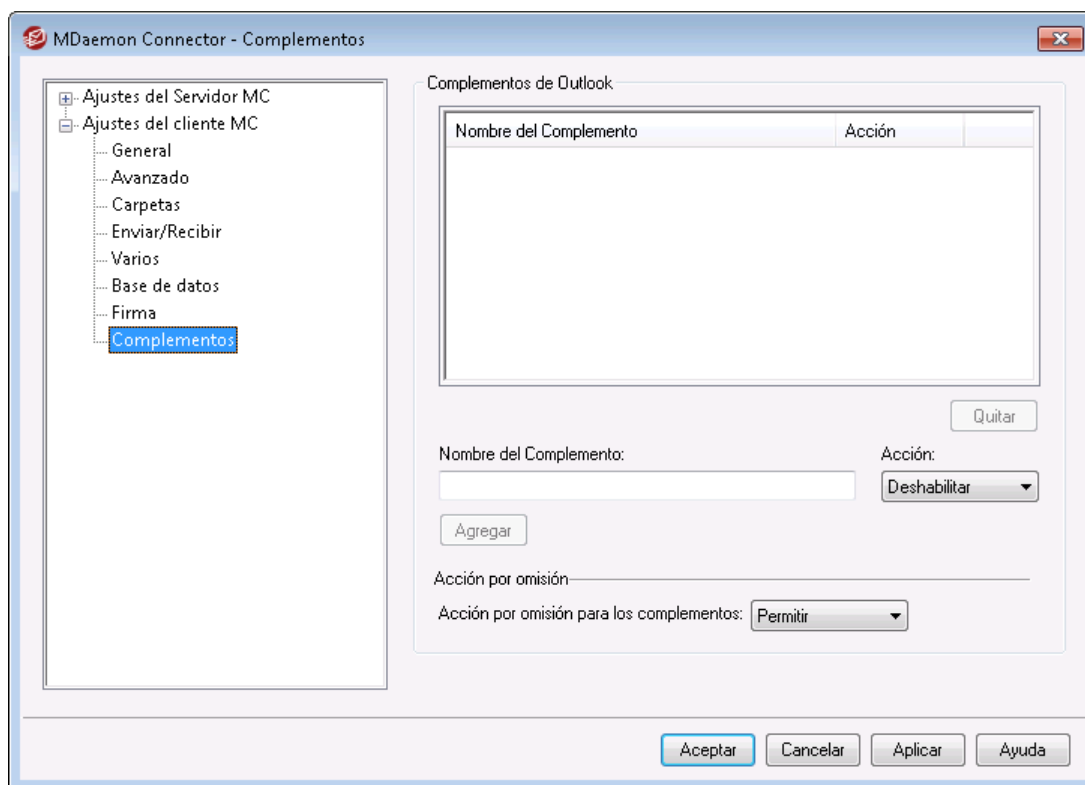 MDaemon Connector - Complementos
Ajustes del Servidor MC
Ajustes del cliente MC
General
Avanzado
Carpetas
Enviar/Recibir
Varios
Base de datos
Firma
Complementos
Complementos de Outlook
Nombre del Complemento Acción
Quitar
Nombre del Complemento: Acción:
Deshabilitar
Agregar
Acción por omisión
Acción por omisión para los complementos: Permitir
Aceptar Cancelar Aplicar Ayuda